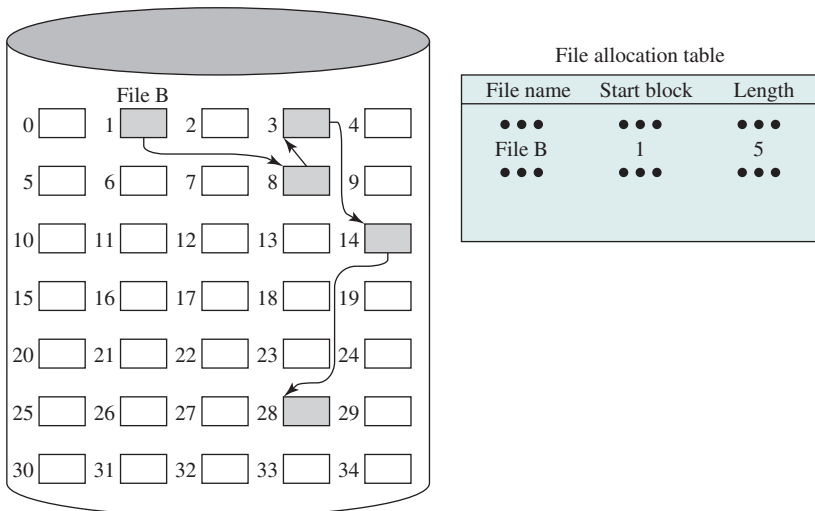 File B
0 1 2 3 4
5 6 7 8 9
10 11 12 13 14
15 16 17 18 19
20 21 22 23 24
25 26 27 28 29
30 31 32 33 34
File allocation table
File name Start block Length
••• ••• •••
File B 1 5
••• ••• •••